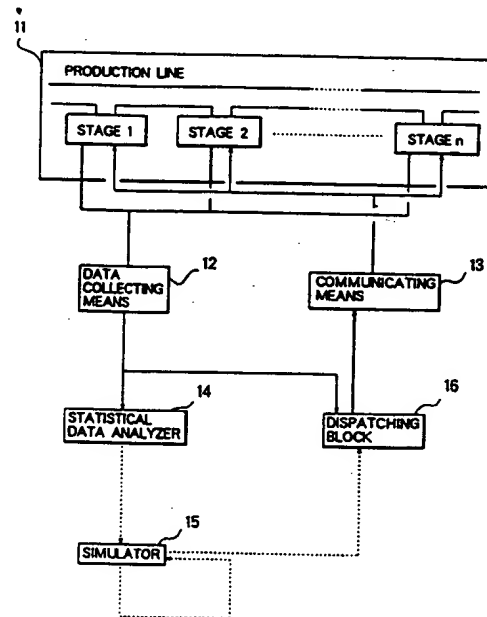 11
PRODUCTION LINE
STAGE 1
STAGE 2
STAGE n
12
DATA
COLLECTING
MEANS
13
COMMUNICATING
MEANS
14
STATISTICAL
DATA ANALYZER
16
DISPATCHING
BLOCK
15
SIMULATOR